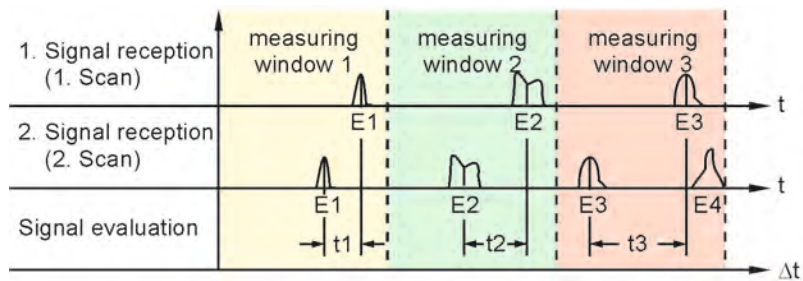 1. Signal reception
(1. Scan)
measuring
window 1
measuring
window 2
measuring
window 3
E1
E2
E3
t
2. Signal reception
(2. Scan)
E1
E2
E3
E4
t
Signal evaluation
t1
t2
t3
Δt